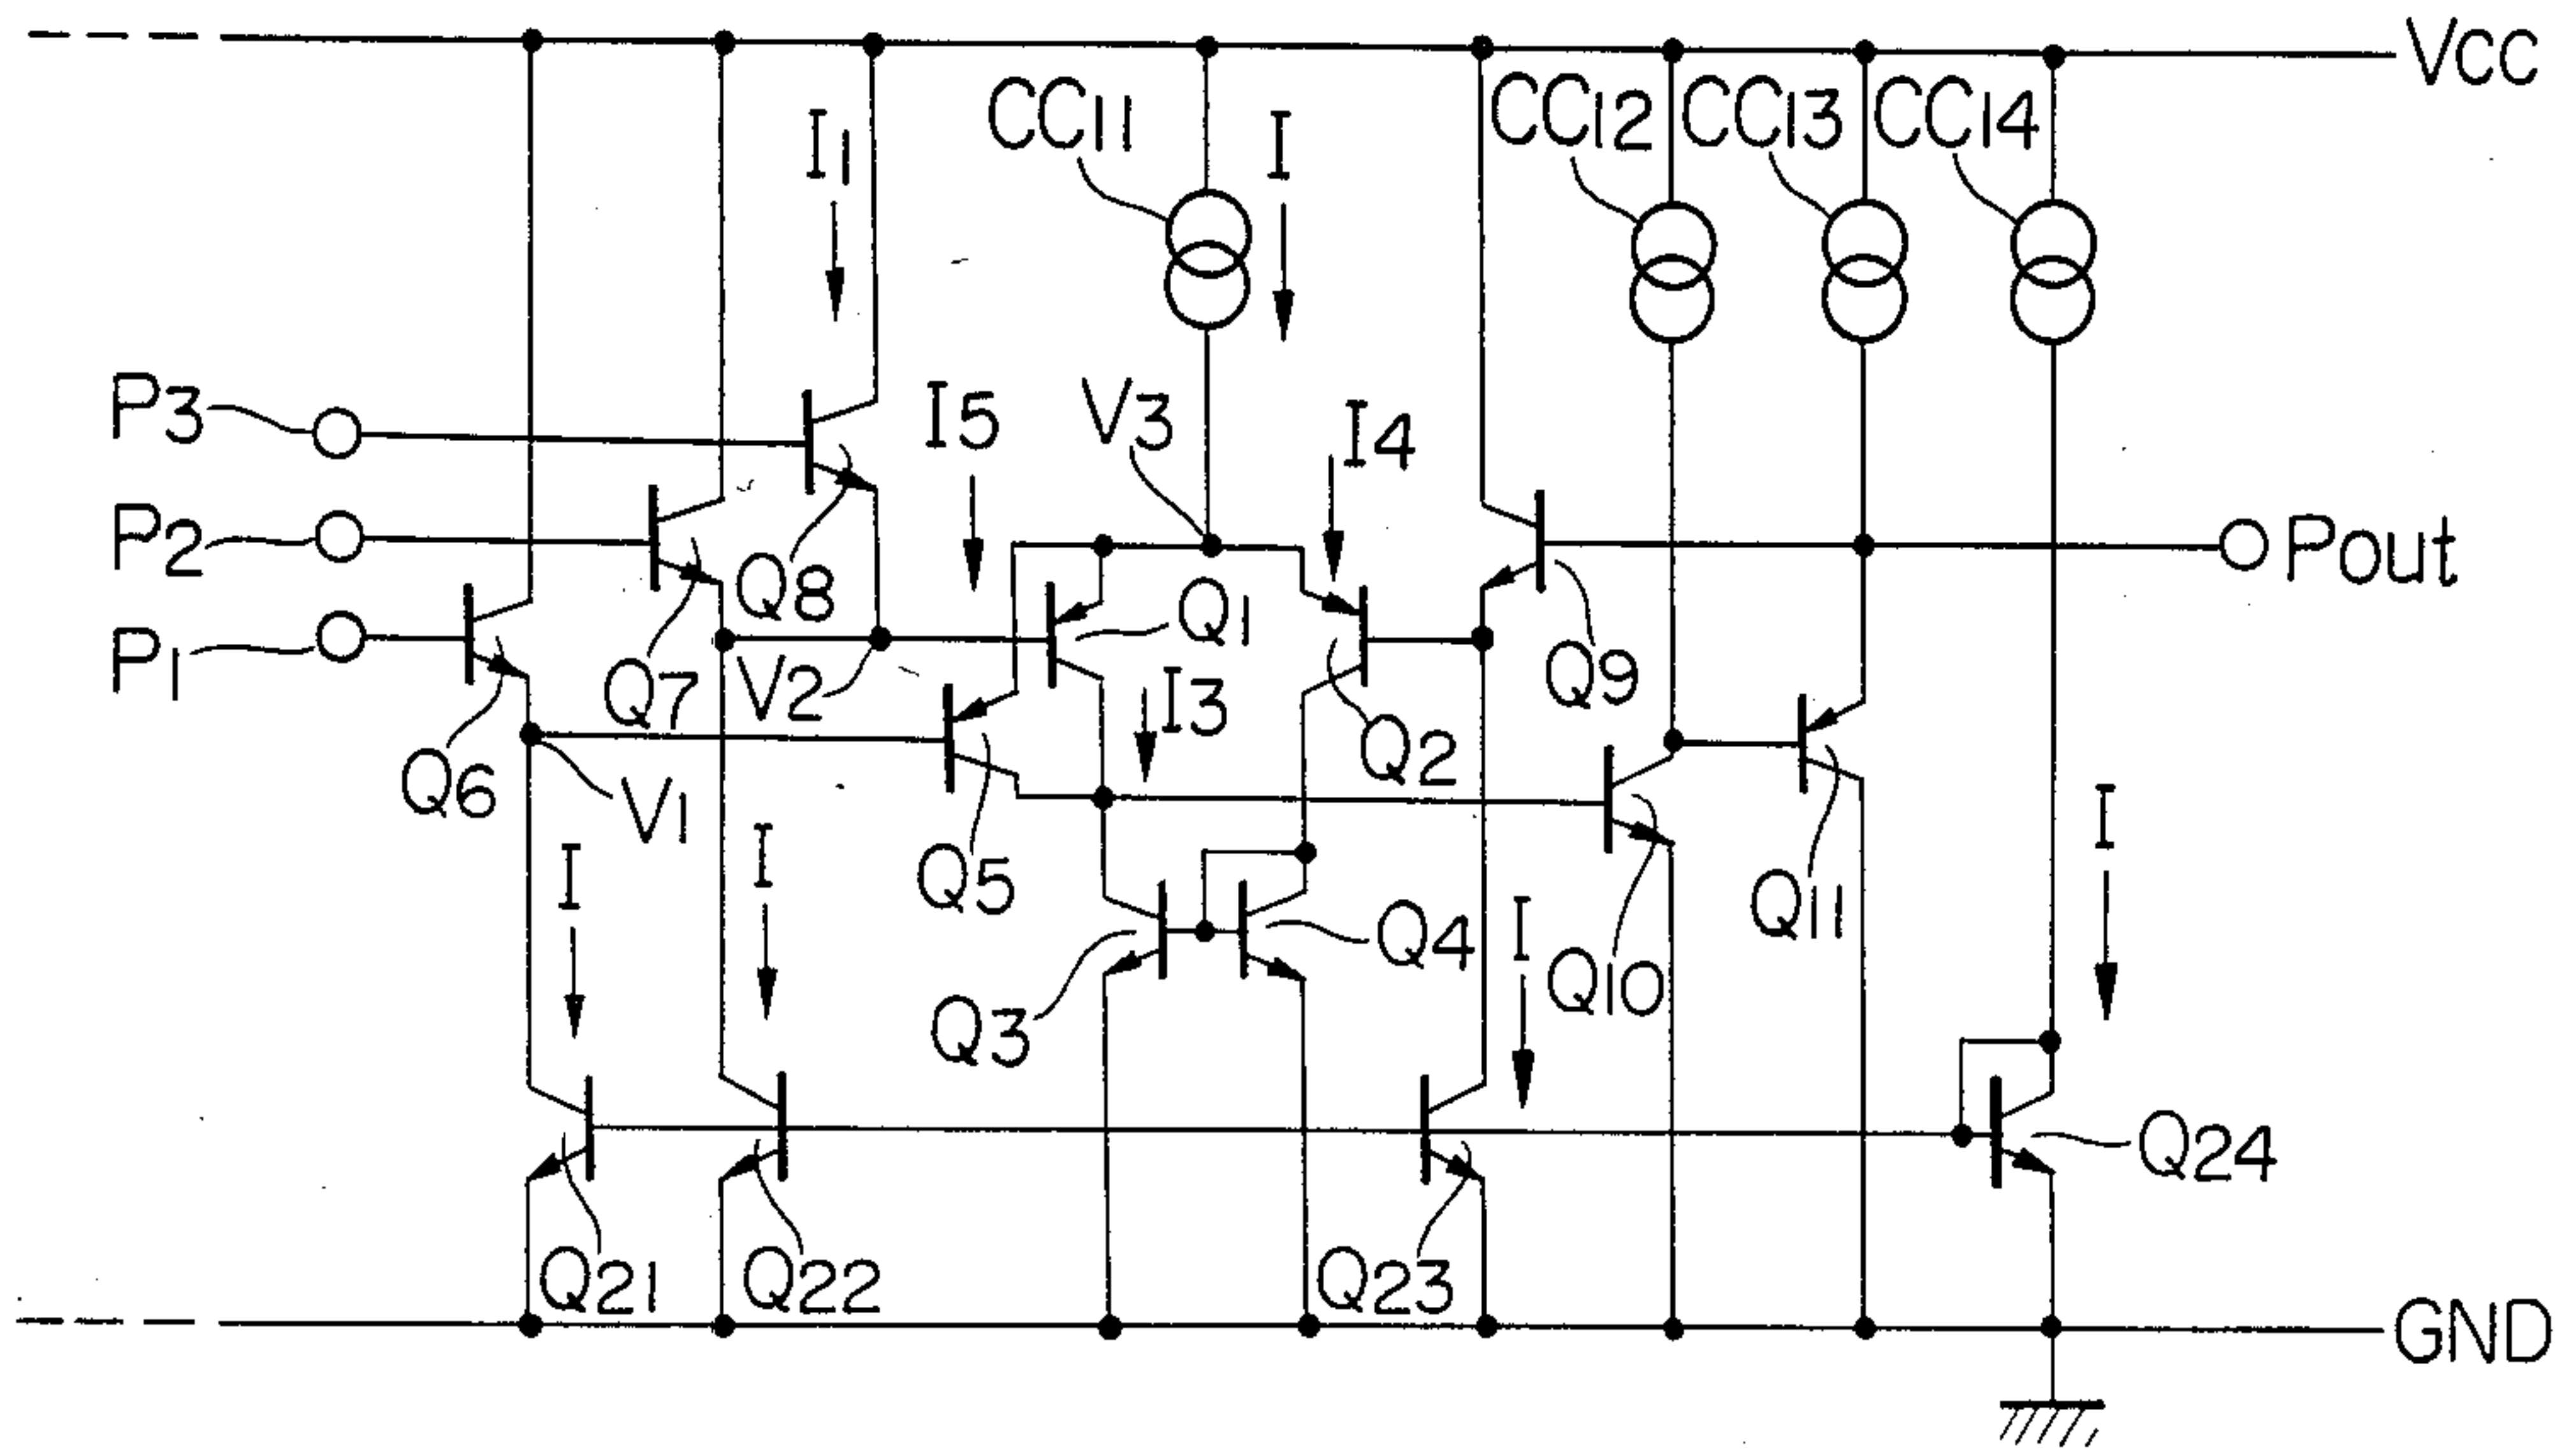 VCC
CC11
I
CC12
CC13
CC14
I1
P3
I5
V3
I4
P2
Q8
Q1
Pout
P1
Q7
V2
I3
Q9
Q6
V1
Q2
I
I
Q5
Q11
I
Q3
Q4
I
Q10
Q24
Q21
Q22
Q23
GND